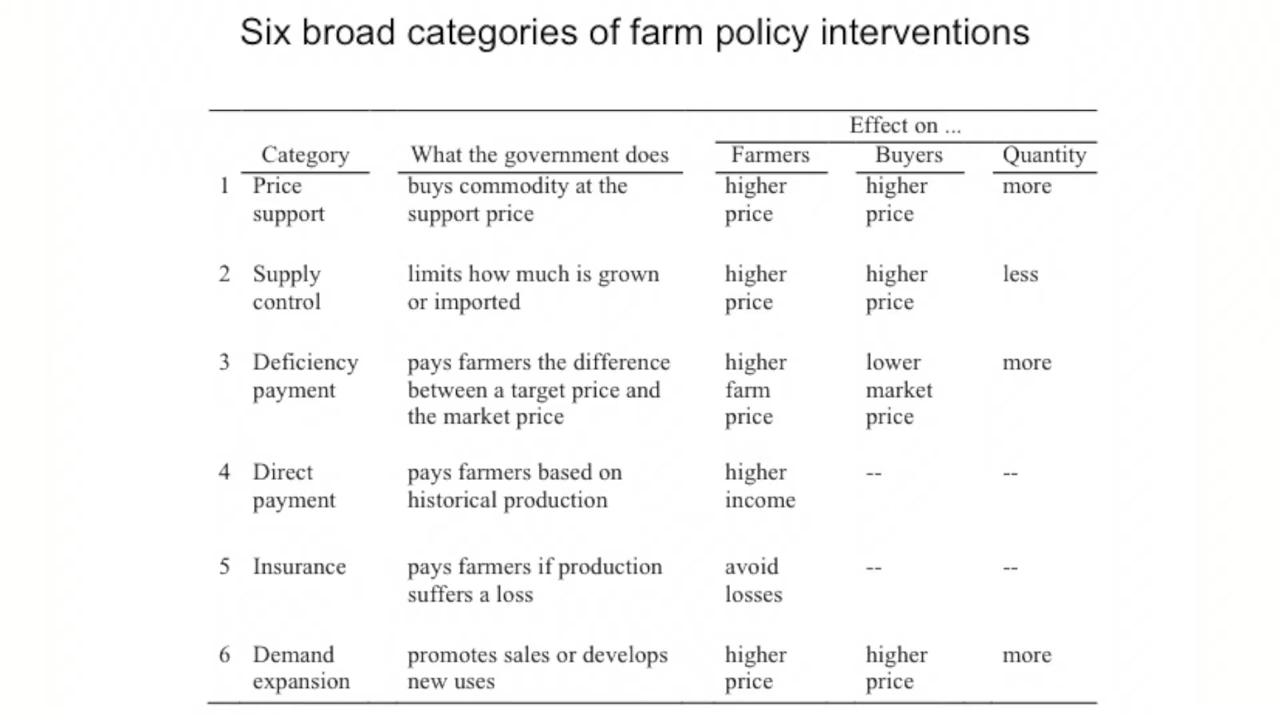 Six broad categories of farm policy interventions
Effect on ...
Category What the government does Farmers Buyers Quantity
1 Price buys commodity at the higher higher more
support support price price price
2 Supply limits how much is grown higher higher less
control or imported price price
3 Deficiency pays farmers the difference higher lower more
payment between a target price and farm market
the market price price price
4 Direct pays farmers based on higher -- --
payment historical production income
5 Insurance pays farmers if production avoid -- --
suffers a loss losses
6 Demand promotes sales or develops higher higher more
expansion new uses price price